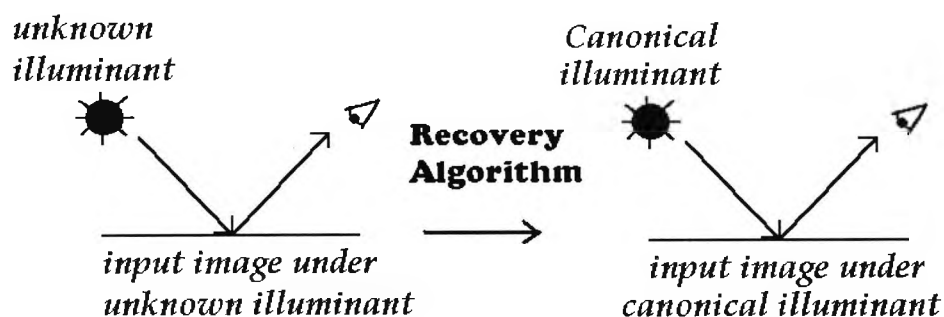 unknown
illuminant
Canonical
illuminant
Recovery
Algorithm
input image under
unknown illuminant
input image under
canonical illuminant